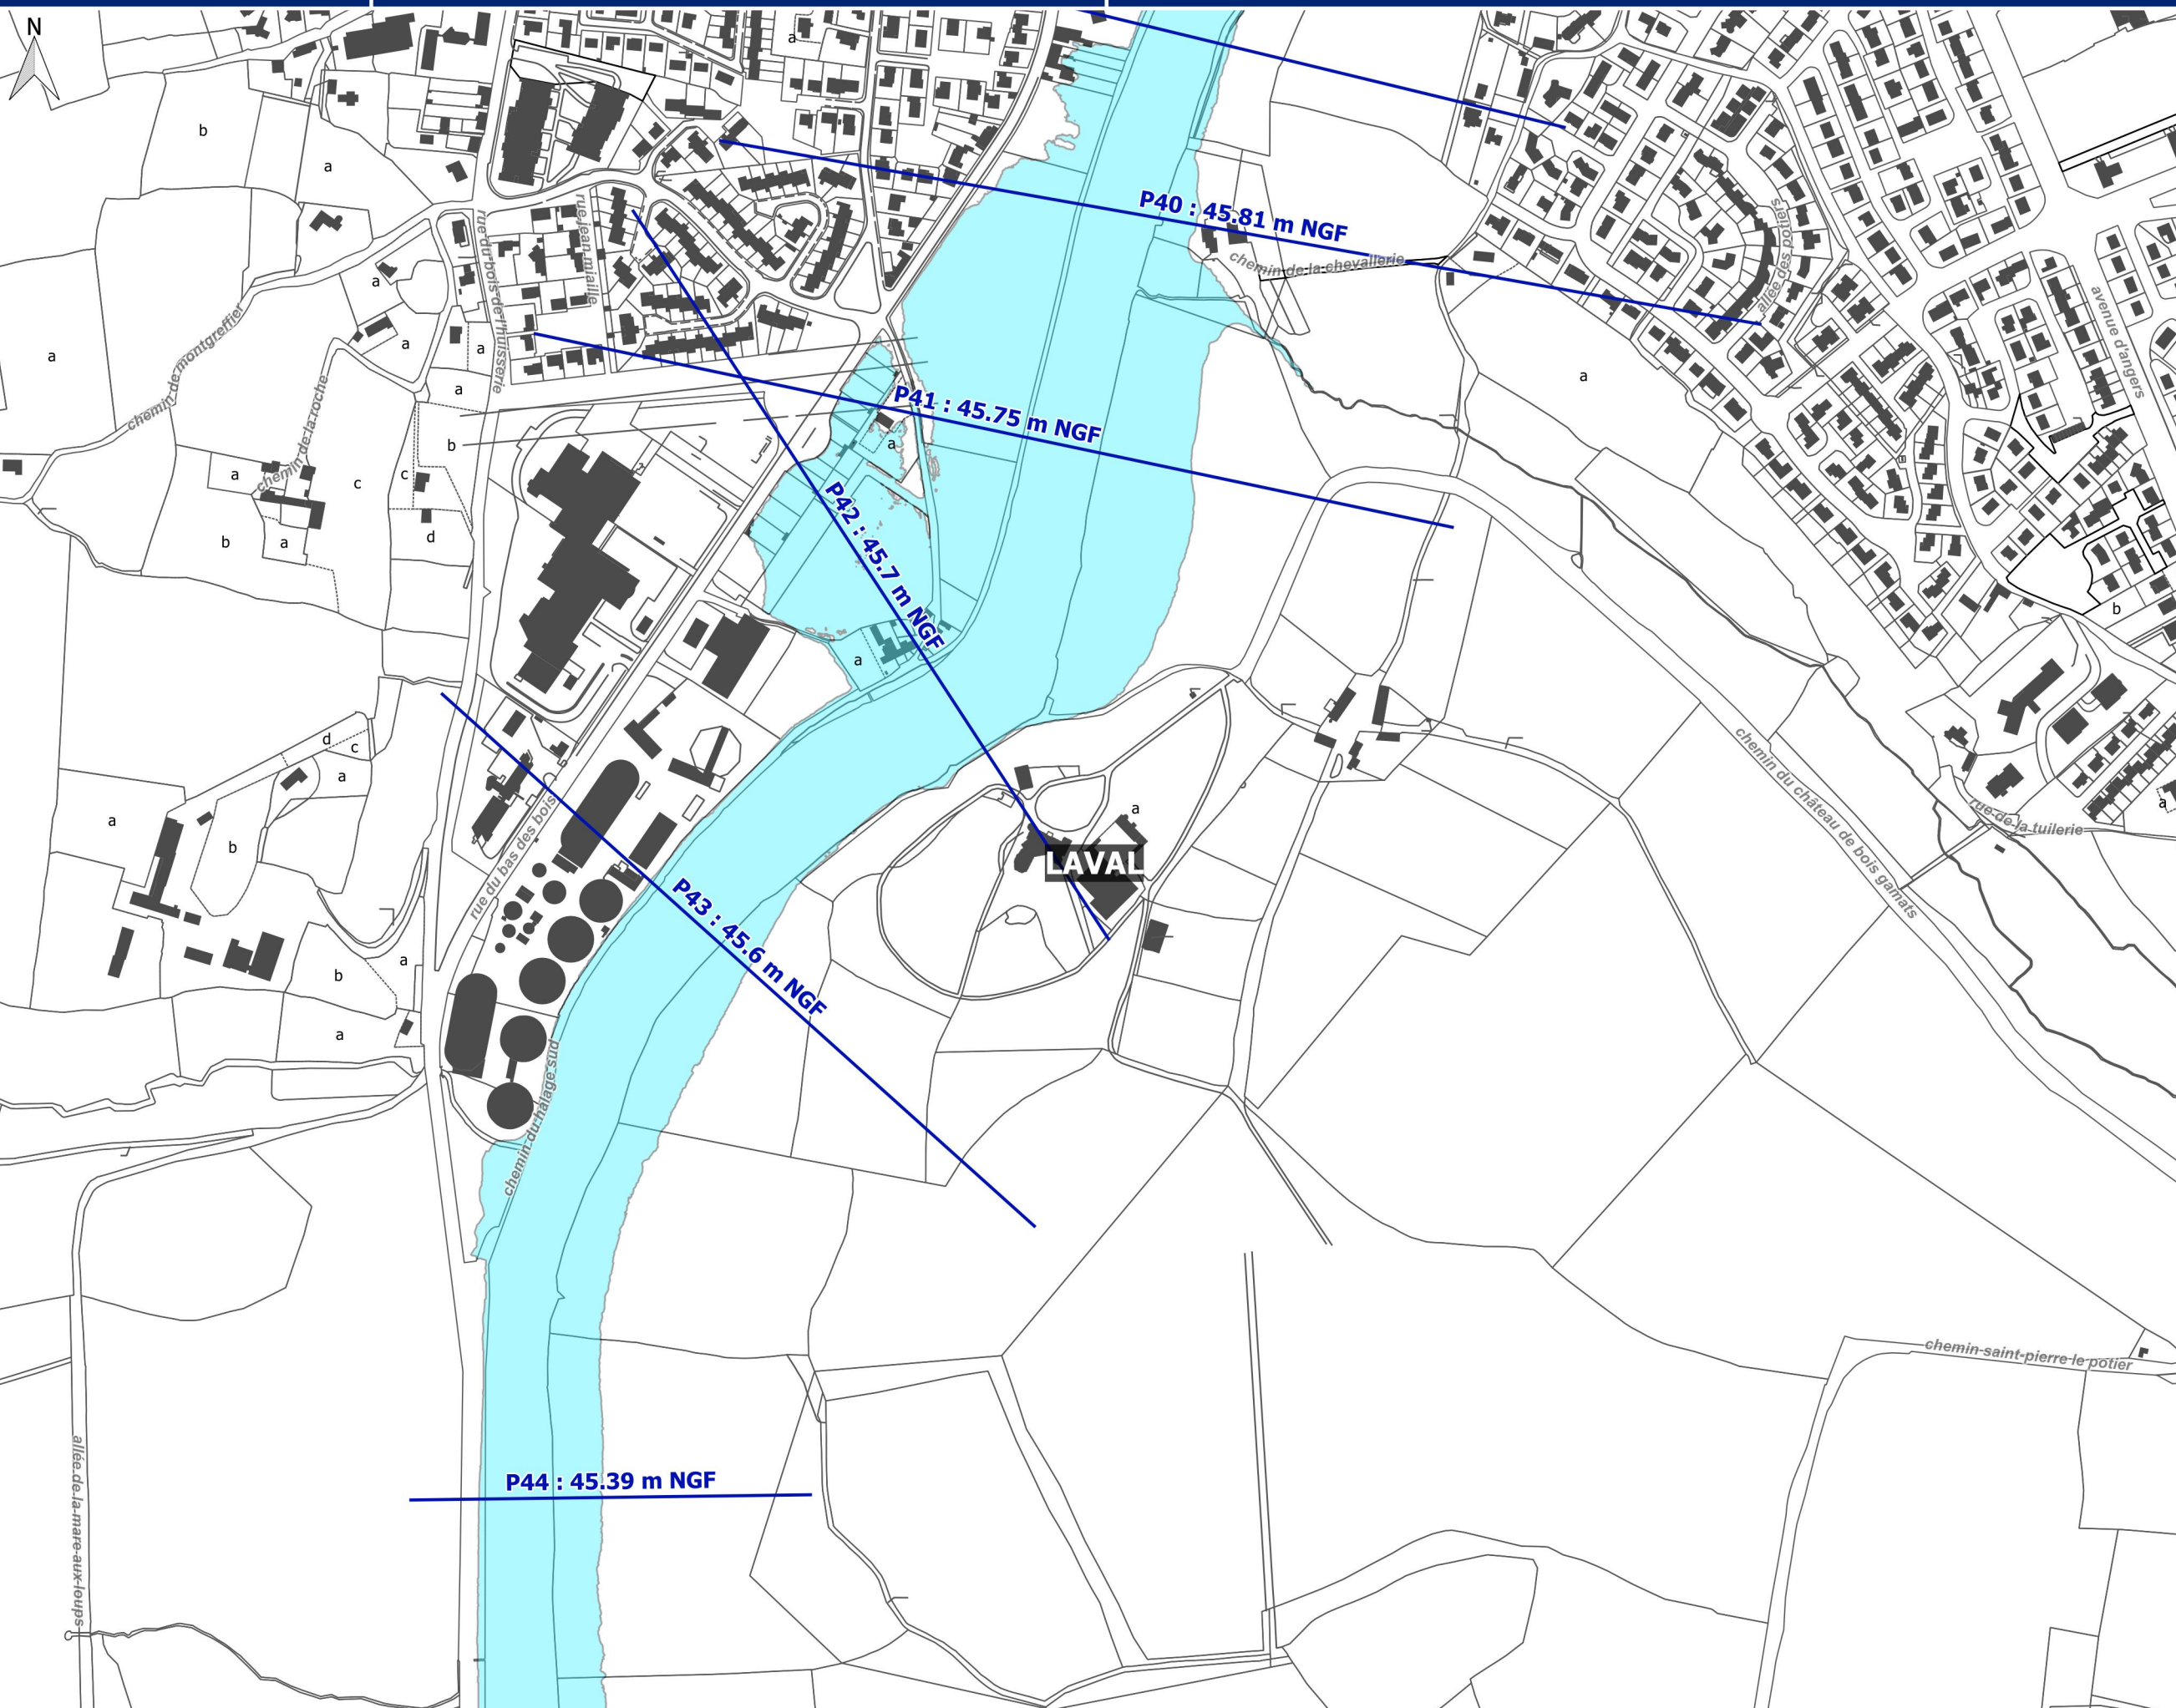 N
a
b
a
P40 : 45.81 m NGF
rue du bois de l'huisserie
rue jean miaille
allée des potiers
chemin de la chevallerie
a
avenue d'angers
chemin de montgreffier
a
a
a
a
a
a
P41 : 45.75 m NGF
chemin de la roche
b
a
a
c
c
P42 : 45.7 m NGF
d
b
a
b
a
d
c
a
chemin du château de bois gamats
a
a
rue de la tuilerie
a
rue du bas des bois
b
LAVAL
P43 : 45.6 m NGF
a
b
a
chemin du halage sud
chemin saint-pierre le potier
P44 : 45.39 m NGF
allée de la mare aux loups